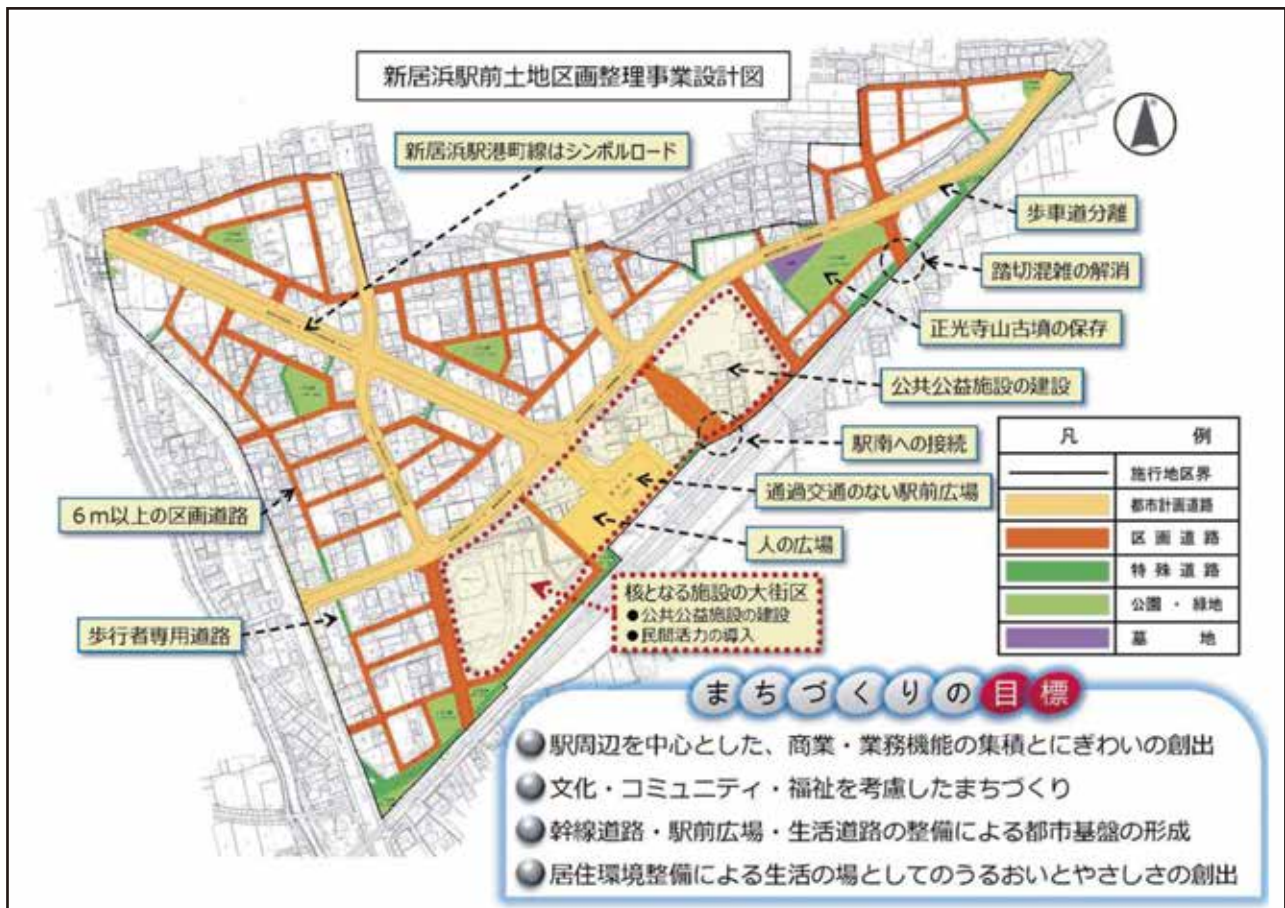 新居浜駅前土地区画整理事業設計図
新居浜駅港町線はシンボルロード
歩車道分離
踏切混雑の解消
正光寺山古墳の保存
公共公益施設の建設
駅南への接続
通過交通のない駅前広場
人の広場
6m以上の区画道路
核となる施設の大街区
●公共公益施設の建設
●民間活力の導入
歩行者専用道路
凡 例
施行地区界
都市計画道路
区画道路
特殊道路
公園・緑地
墓 地
まちづくりの目標
駅周辺を中心とした、商業・業務機能の集積とにぎわいの創出
文化・コミュニティ・福祉を考慮したまちづくり
幹線道路・駅前広場・生活道路の整備による都市基盤の形成
居住環境整備による生活の場としてのうるおいとやさしさの創出